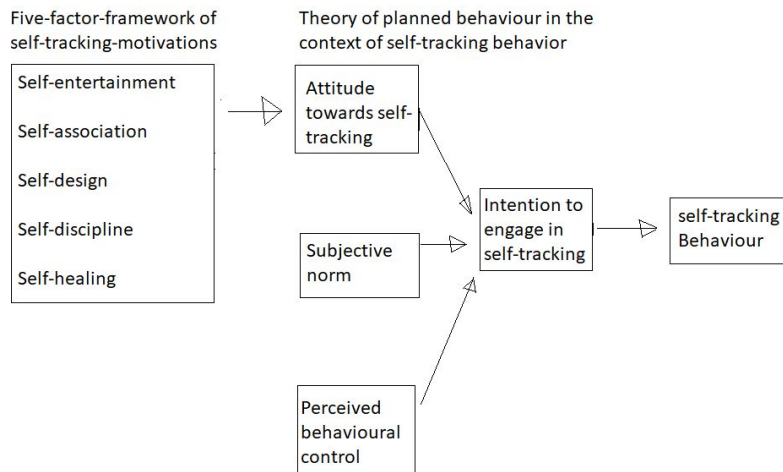 Five-factor-framework of
self-tracking-motivations
Self-entertainment
Self-association
Self-design
Self-discipline
Self-healing
Theory of planned behaviour in the
context of self-tracking behavior
Attitude
towards self-
tracking
Subjective
norm
Perceived
behavioural
control
Intention to
engage in
self-tracking
self-tracking
Behaviour